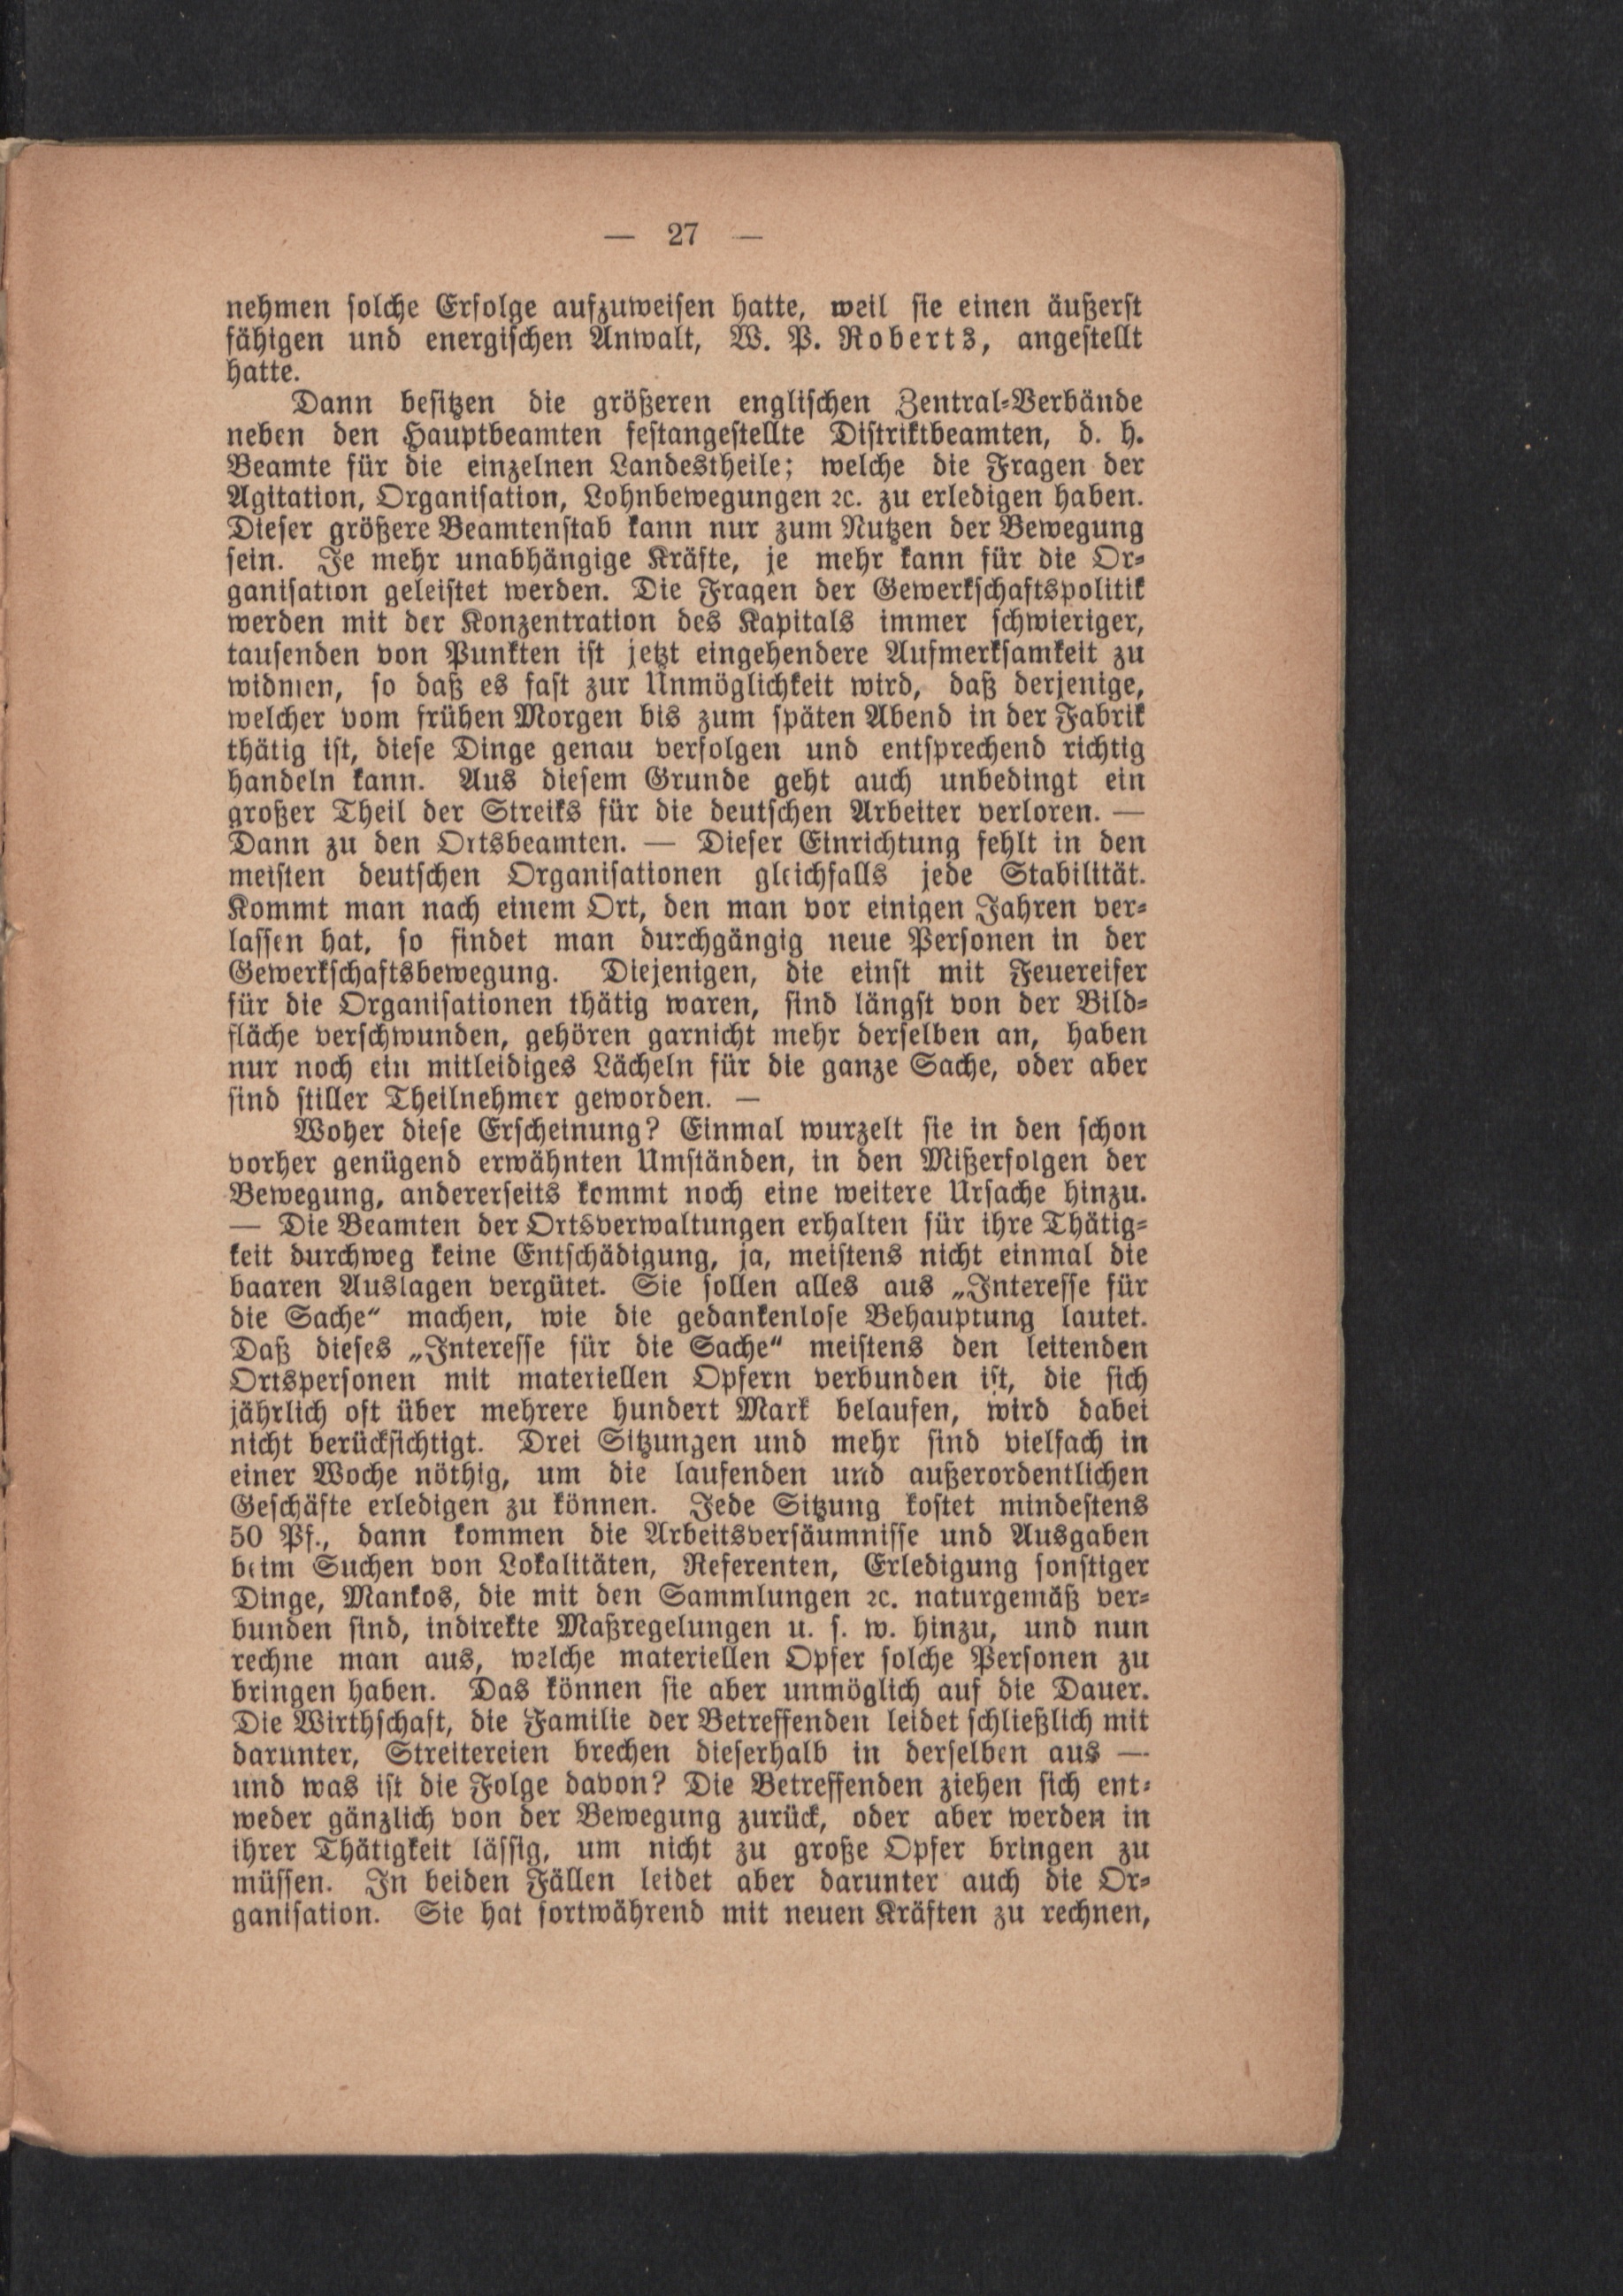 — 27 —
nehmen solche Erfolge aufzuweisen hatte, weil sie einen äußerst
fähigen und energischen Anwalt, W. P. Roberts, angestellt
hatte.
Dann besitzen die größeren englischen Zentral-Verbände
neben den Hauptbeamten festangestellte Distriktbeamten, d. h.
Beamte für die einzelnen Landestheile; welche die Fragen der
Agitation, Organisation, Lohnbewegungen ꝛc. zu erledigen haben.
Dieser größere Beamtenstab kann nur zum Nutzen der Bewegung
sein. Je mehr unabhängige Kräfte, je mehr kann für die Or-
ganisation geleistet werden. Die Fragen der Gewerkschaftspolitik
werden mit der Konzentration des Kapitals immer schwieriger,
tausenden von Punkten ist jetzt eingehendere Aufmerksamkeit zu
widmen, so daß es fast zur Unmöglichkeit wird, daß derjenige,
welcher vom frühen Morgen bis zum späten Abend in der Fabrik
thätig ist, diese Dinge genau verfolgen und entsprechend richtig
handeln kann. Aus diesem Grunde geht auch unbedingt ein
großer Theil der Streiks für die deutschen Arbeiter verloren. —
Dann zu den Ortsbeamten. — Dieser Einrichtung fehlt in den
meisten deutschen Organisationen gleichfalls jede Stabilität.
Kommt man nach einem Ort, den man vor einigen Jahren ver-
lassen hat, so findet man durchgängig neue Personen in der
Gewerkschaftsbewegung. Diejenigen, die einst mit Feuereifer
für die Organisationen thätig waren, sind längst von der Bild-
fläche verschwunden, gehören garnicht mehr derselben an, haben
nur noch ein mitleidiges Lächeln für die ganze Sache, oder aber
sind stiller Theilnehmer geworden. —
Woher diese Erscheinung? Einmal wurzelt sie in den schon
vorher genügend erwähnten Umständen, in den Mißerfolgen der
Bewegung, andererseits kommt noch eine weitere Ursache hinzu.
— Die Beamten der Ortsverwaltungen erhalten für ihre Thätig-
keit durchweg keine Entschädigung, ja, meistens nicht einmal die
baaren Auslagen vergütet. Sie sollen alles aus „Interesse für
die Sache“ machen, wie die gedankenlose Behauptung lautet.
Daß dieses „Interesse für die Sache“ meistens den leitenden
Ortspersonen mit materiellen Opfern verbunden ist, die sich
jährlich oft über mehrere hundert Mark belaufen, wird dabei
nicht berücksichtigt. Drei Sitzungen und mehr sind vielfach in
einer Woche nöthig, um die laufenden und außerordentlichen
Geschäfte erledigen zu können. Jede Sitzung kostet mindestens
50 Pf., dann kommen die Arbeitsversäumnisse und Ausgaben
beim Suchen von Lokalitäten, Referenten, Erledigung sonstiger
Dinge, Mankos, die mit den Sammlungen ꝛc. naturgemäß ver-
bunden sind, indirekte Maßregelungen u. s. w. hinzu, und nun
rechne man aus, welche materiellen Opfer solche Personen zu
bringen haben. Das können sie aber unmöglich auf die Dauer.
Die Wirthschaft, die Familie der Betreffenden leidet schließlich mit
darunter, Streitereien brechen dieserhalb in derselben aus —
und was ist die Folge davon? Die Betreffenden ziehen sich ent-
weder gänzlich von der Bewegung zurück, oder aber werden in
ihrer Thätigkeit lässig, um nicht zu große Opfer bringen zu
müssen. In beiden Fällen leidet aber darunter auch die Or-
ganisation. Sie hat fortwährend mit neuen Kräften zu rechnen,